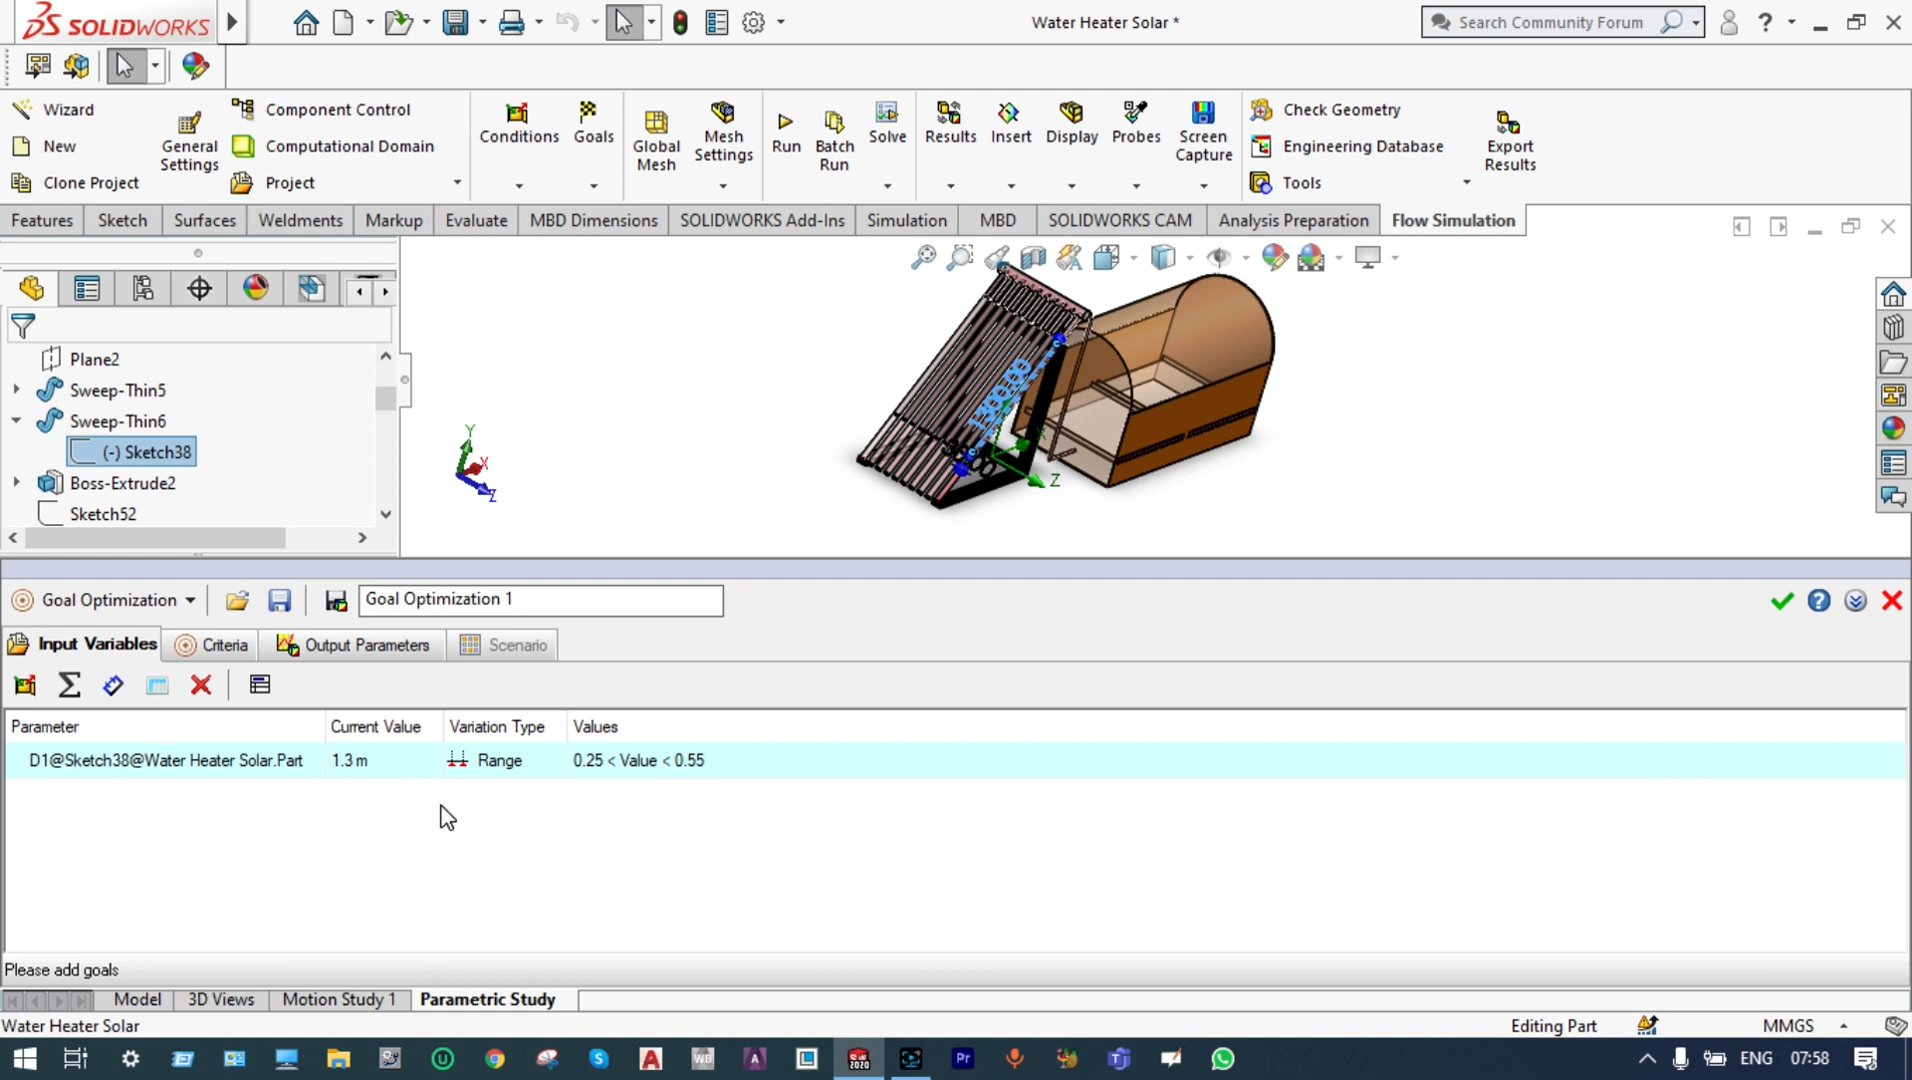 SOLIDWORKS
Water Heater Solar *
Search Community Forum
Wizard
New
Clone Project
General Settings
Component Control
Computational Domain
Project
Conditions
Goals
Global Mesh
Mesh Settings
Run
Batch Run
Solve
Results
Insert
Display
Probes
Screen Capture
Check Geometry
Engineering Database
Tools
Export Results
Features
Sketch
Surfaces
Weldments
Markup
Evaluate
MBD Dimensions
SOLIDWORKS Add-Ins
Simulation
MBD
SOLIDWORKS CAM
Analysis Preparation
Flow Simulation
Plane2
Sweep-Thin5
Sweep-Thin6
(-) Sketch38
Boss-Extrude2
Sketch52
Y
X
Z
1300.00
Z
Goal Optimization
Goal Optimization 1
Input Variables
Criteria
Output Parameters
Scenario
Parameter
Current Value
Variation Type
Values
D1@Sketch38@Water Heater Solar.Part
1.3 m
Range
0.25 < Value < 0.55
Please add goals
Model
3D Views
Motion Study 1
Parametric Study
Water Heater Solar
Editing Part
MMGS
ENG
07:58